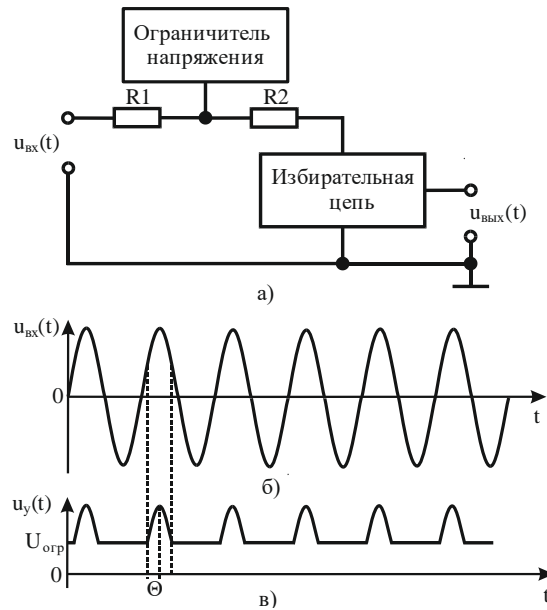 Ограничитель
напряжения
R1
R2
uвх(t)
Избирательная
цепь
uвых(t)
а)
uвх(t)
0
t
б)
uу(t)
Uогр
0
Θ
t
в)